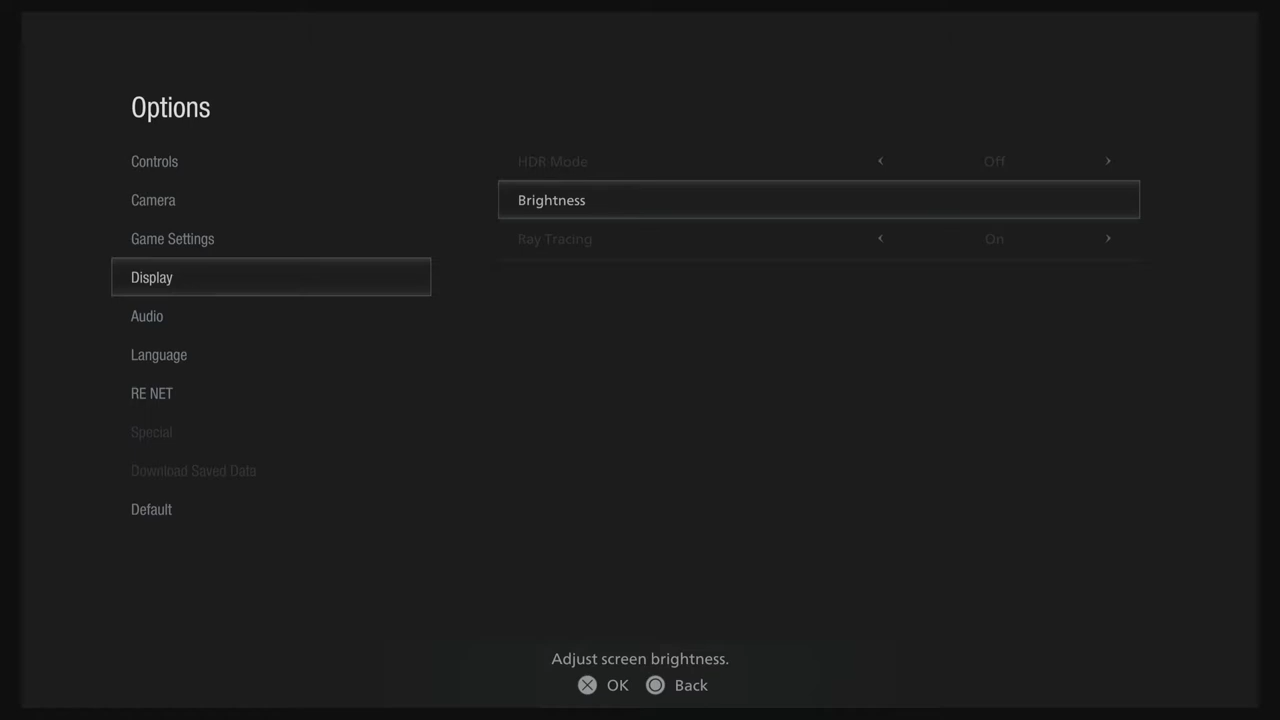 Options
Controls
Camera
Game Settings
Display
Audio
Language
RE NET
Special
Download Saved Data
Default
HDR Mode Off
Brightness
Ray Tracing On
Adjust screen brightness.
OK Back